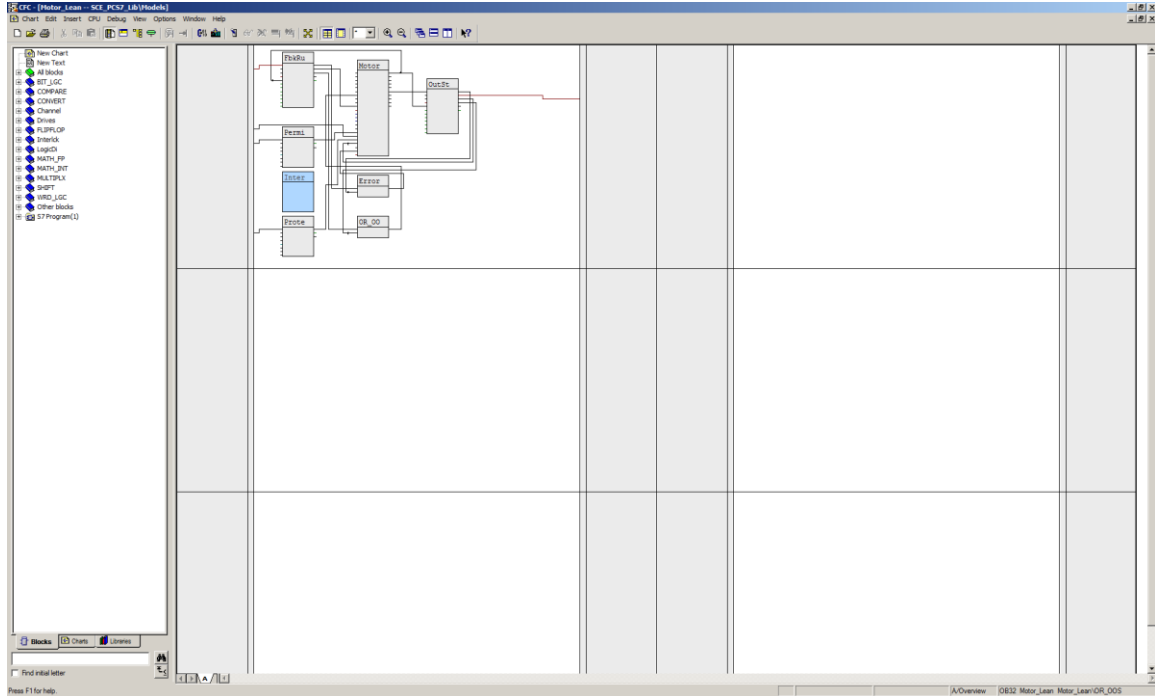 CFC - [Motor_Lean -- SCE_PCS7_Lib\Models]
Chart Edit Insert CPU Debug View Options Window Help
New Chart
New Text
All blocks
BIT_LGC
COMPARE
CONVERT
Channel
Drives
FLIPFLOP
Interlck
LogicDi
MATH_FP
MATH_INT
MULTIPLX
SHIFT
WRD_LGC
Other blocks
S7 Program(1)
FbkRu
Motor
OutSt
Permi
Inter
Error
Prote
OR_OO
Blocks Charts Libraries
Find initial letter
A
Press F1 for help.
A/Overview OB32 Motor_Lean Motor_Lean\OR_OOS